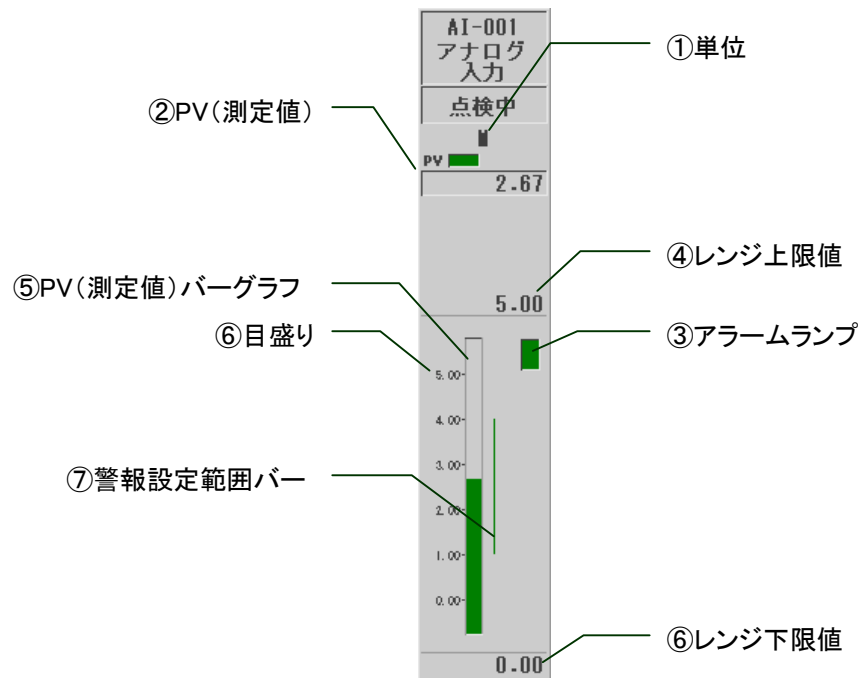 AI-001
アナログ
入力
点検中
①単位
②PV(測定値)
PV
2.67
④レンジ上限値
5.00
⑤PV(測定値)バーグラフ
⑥目盛り
③アラームランプ
5.00
4.00
3.00
⑦警報設定範囲バー
2.00
1.00
0.00
⑥レンジ下限値
0.00